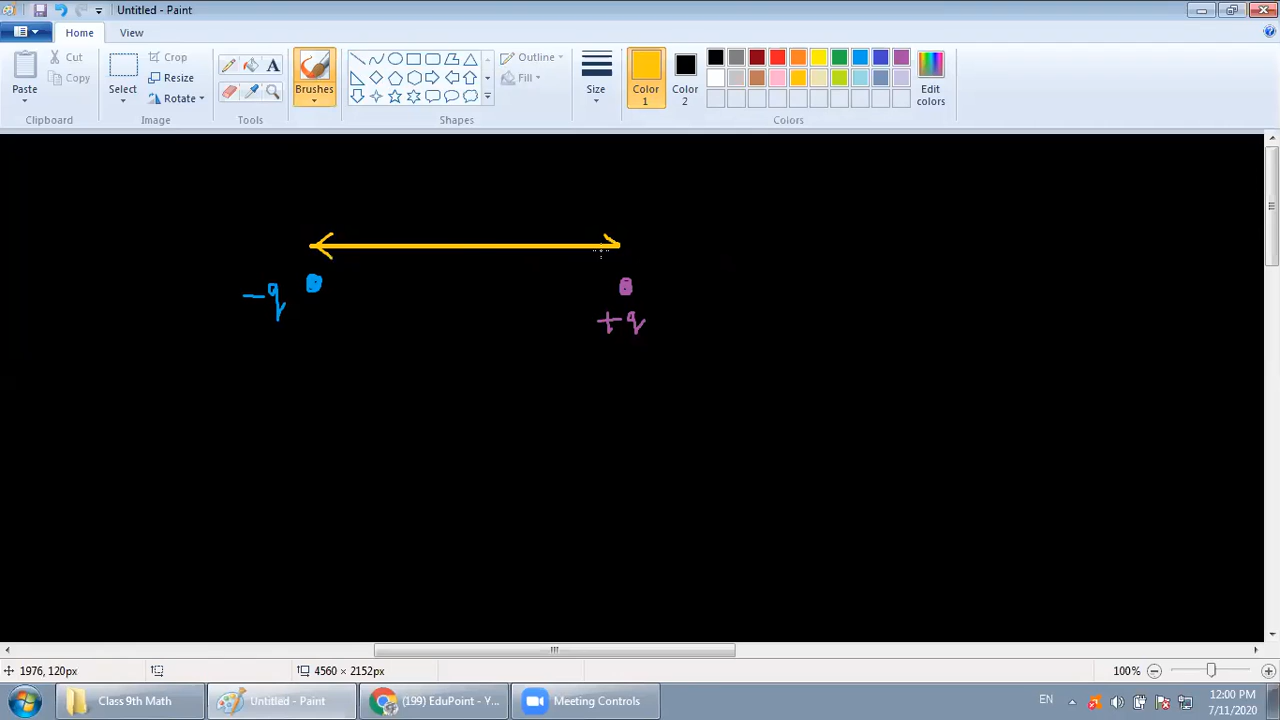 Untitled - Paint
Home View
Paste
Cut
Copy
Clipboard
Select
Crop
Resize
Rotate
Image
A
Tools
Brushes
Outline
Fill
Shapes
Size
Color 1
Color 2
Edit colors
Colors
-q
+q
1976, 120px
4560 × 2152px
100%
Class 9th Math
Untitled - Paint
(199) EduPoint - Y...
Meeting Controls
EN
12:00 PM
7/11/2020